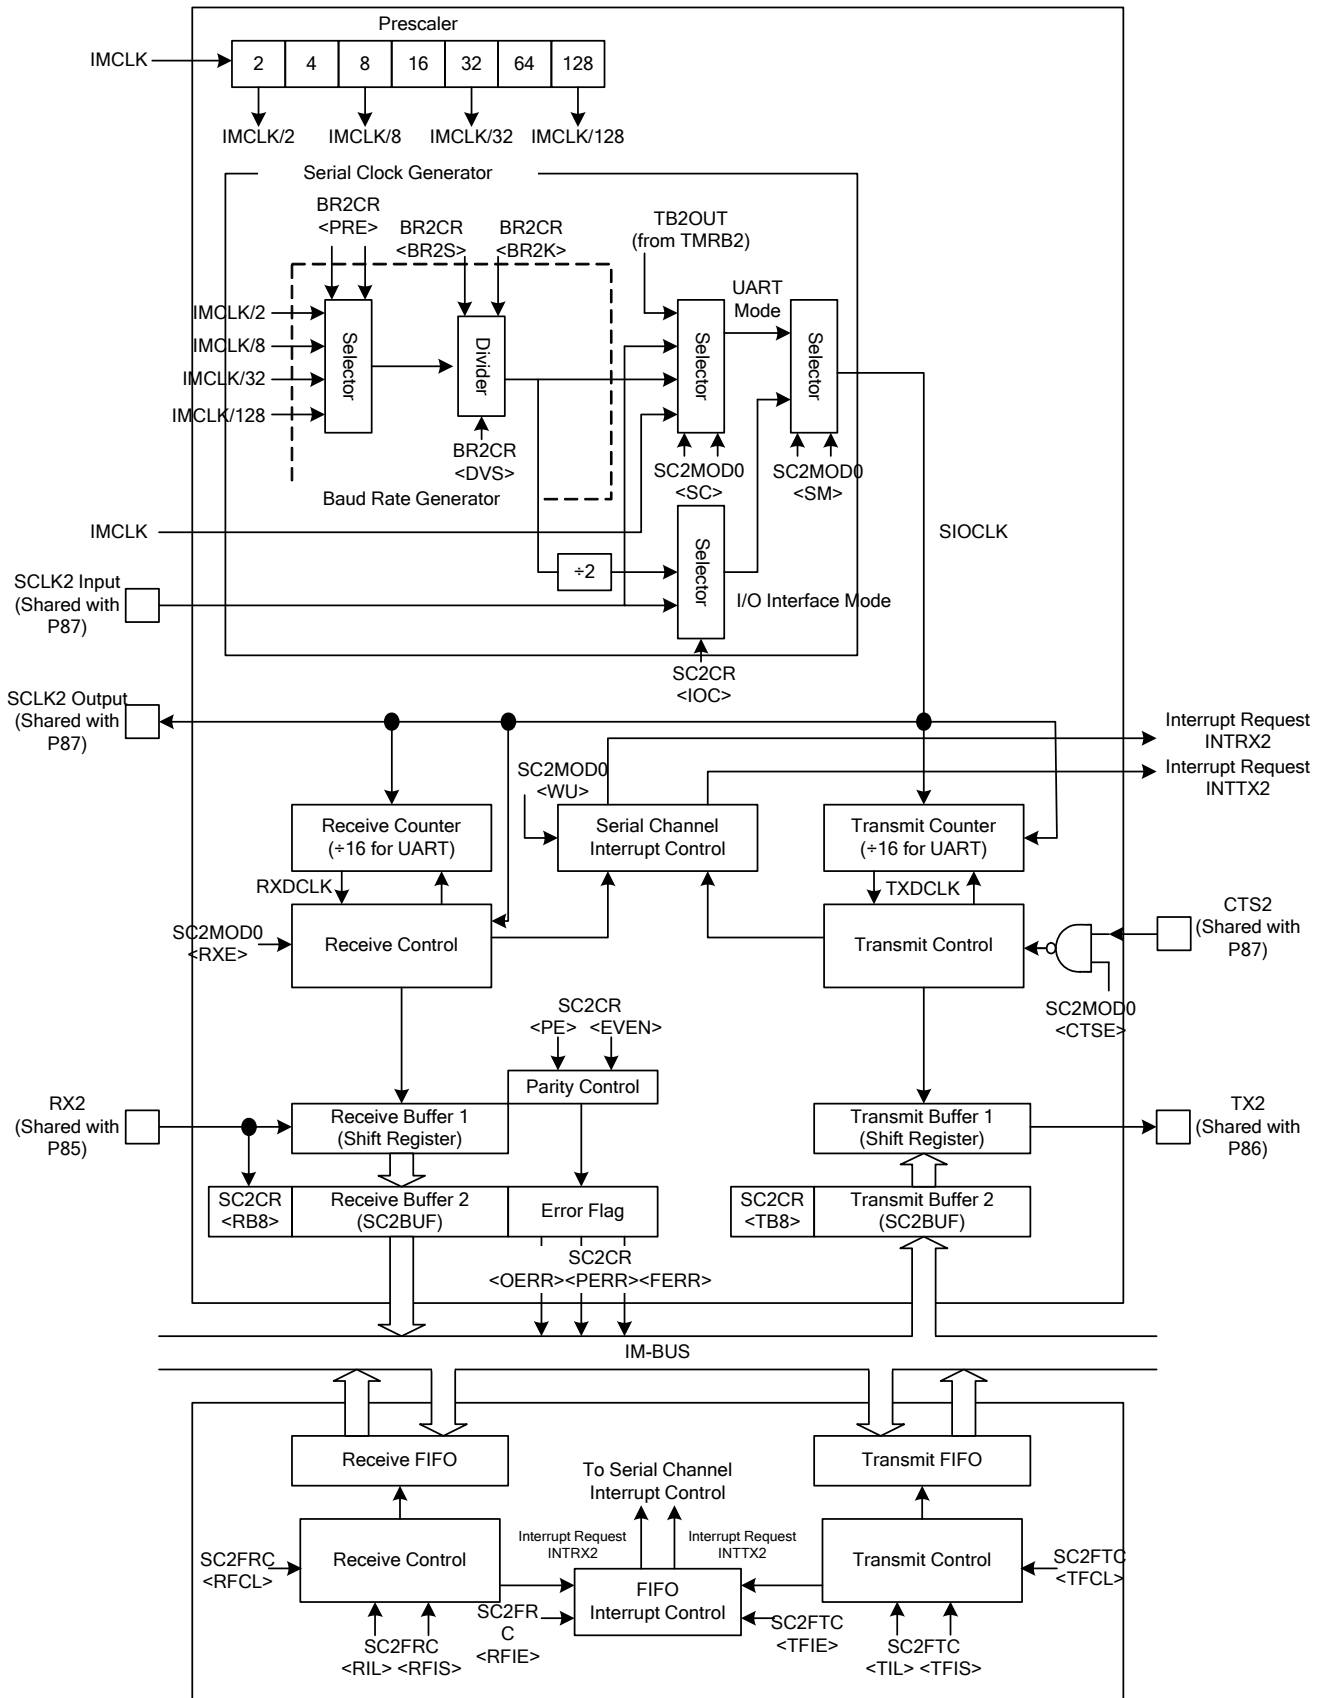 Prescaler
IMCLK
2 4 8 16 32 64 128
IMCLK/2 IMCLK/8 IMCLK/32 IMCLK/128
Serial Clock Generator
BR2CR
<PRE>
BR2CR
<BR2S>
BR2CR
<BR2K>
TB2OUT
(from TMRB2)
UART
Mode
IMCLK/2
IMCLK/8
IMCLK/32
IMCLK/128
Selector
Divider
Selector
Selector
BR2CR
<DVS>
SC2MOD0
<SC>
SC2MOD0
<SM>
Baud Rate Generator
IMCLK
SIOCLK
÷2
Selector
I/O Interface Mode
SCLK2 Input
(Shared with
P87)
SC2CR
<IOC>
SCLK2 Output
(Shared with
P87)
Interrupt Request
INTRX2
Interrupt Request
INTTX2
SC2MOD0
<WU>
Receive Counter
(÷16 for UART)
Serial Channel
Interrupt Control
Transmit Counter
(÷16 for UART)
RXDCLK
TXDCLK
SC2MOD0
<RXE>
Receive Control
Transmit Control
CTS2
(Shared with
P87)
SC2MOD0
<CTSE>
SC2CR
<PE> <EVEN>
Parity Control
RX2
(Shared with
P85)
Receive Buffer 1
(Shift Register)
Transmit Buffer 1
(Shift Register)
TX2
(Shared with
P86)
SC2CR
<RB8>
Receive Buffer 2
(SC2BUF)
Error Flag
SC2CR
<TB8>
Transmit Buffer 2
(SC2BUF)
SC2CR
<OERR> <PERR> <FERR>
IM-BUS
Receive FIFO
Transmit FIFO
To Serial Channel
Interrupt Control
Interrupt Request
INTRX2
Interrupt Request
INTTX2
SC2FRC
<RFCL>
Receive Control
Transmit Control
SC2FTC
<TFCL>
FIFO
Interrupt Control
SC2FR
C
<RFIE>
SC2FTC
<TFIE>
SC2FRC
<RIL> <RFIS>
SC2FTC
<TIL> <TFIS>